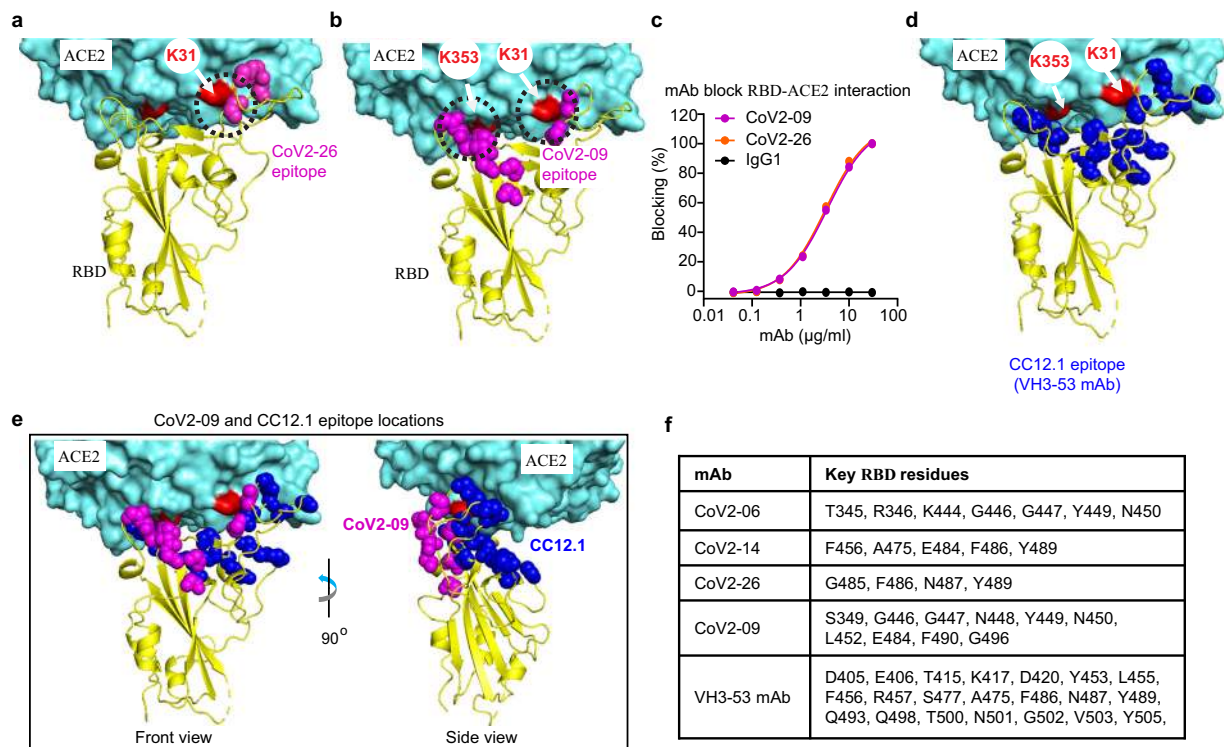 a
ACE2
K31
CoV2-26
epitope
RBD
b
ACE2
K353
K31
CoV2-09
epitope
RBD
c
mAb block RBD-ACE2 interaction
CoV2-09
CoV2-26
IgG1
Blocking (%)
120
100
80
60
40
20
0
0.01
0.1
1
10
100
mAb (µg/ml)
d
ACE2
K353
K31
CC12.1 epitope
(VH3-53 mAb)
e
CoV2-09 and CC12.1 epitope locations
ACE2
ACE2
CoV2-09
CC12.1
90o
Front view
Side view
f
mAb
Key RBD residues
CoV2-06
T345, R346, K444, G446, G447, Y449, N450
CoV2-14
F456, A475, E484, F486, Y489
CoV2-26
G485, F486, N487, Y489
CoV2-09
S349, G446, G447, N448, Y449, N450,
L452, E484, F490, G496
VH3-53 mAb
D405, E406, T415, K417, D420, Y453, L455,
F456, R457, S477, A475, F486, N487, Y489,
Q493, Q498, T500, N501, G502, V503, Y505,